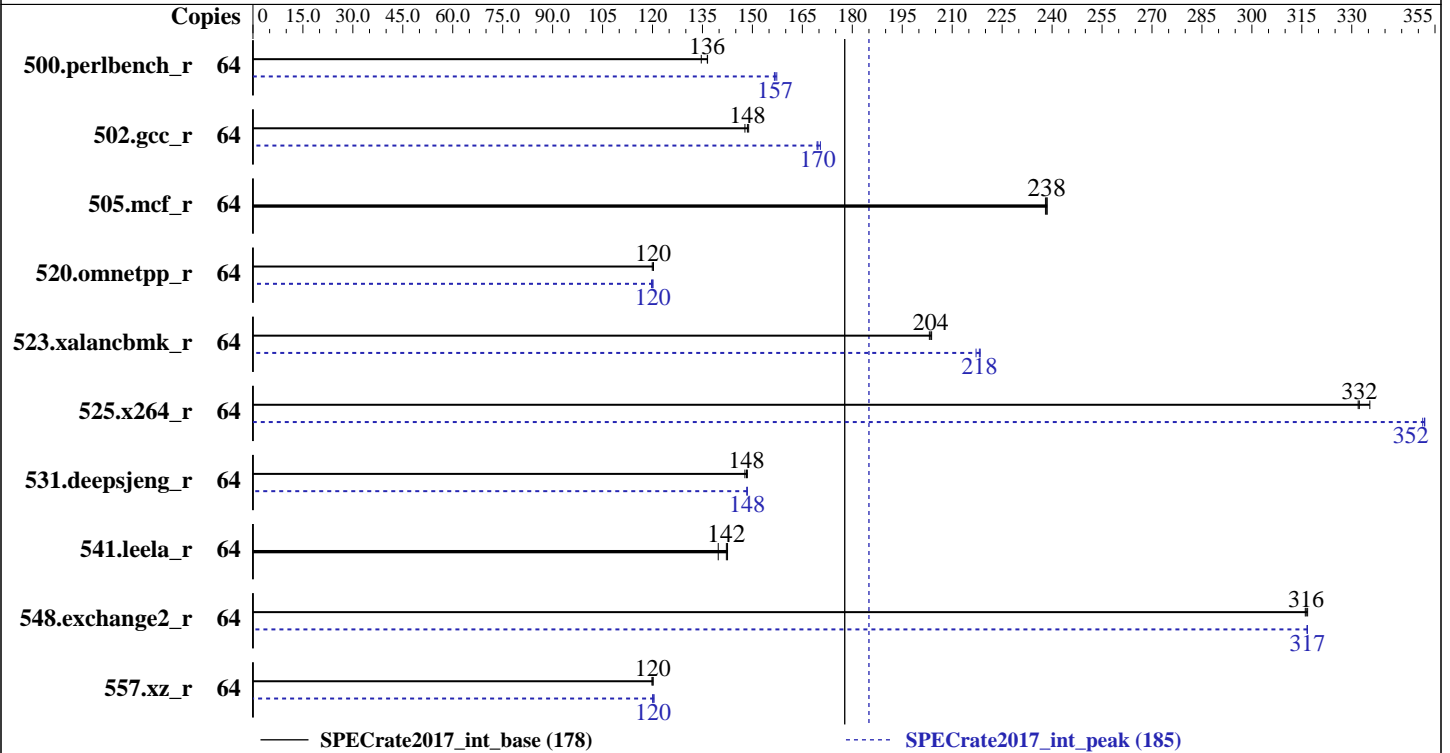 Copies 0 15.0 30.0 45.0 60.0 75.0 90.0 105 120 135 150 165 180 195 210 225 240 255 270 285 300 315 330 355
136
500.perlbench_r 64
157
148
502.gcc_r 64
170
238
505.mcf_r 64
120
520.omnetpp_r 64
120
204
523.xalancbmk_r 64
218
332
525.x264_r 64
352
148
531.deepsjeng_r 64
148
142
541.leela_r 64
316
548.exchange2_r 64
317
120
557.xz_r 64
120
SPECrate2017_int_base (178) SPECrate2017_int_peak (185)